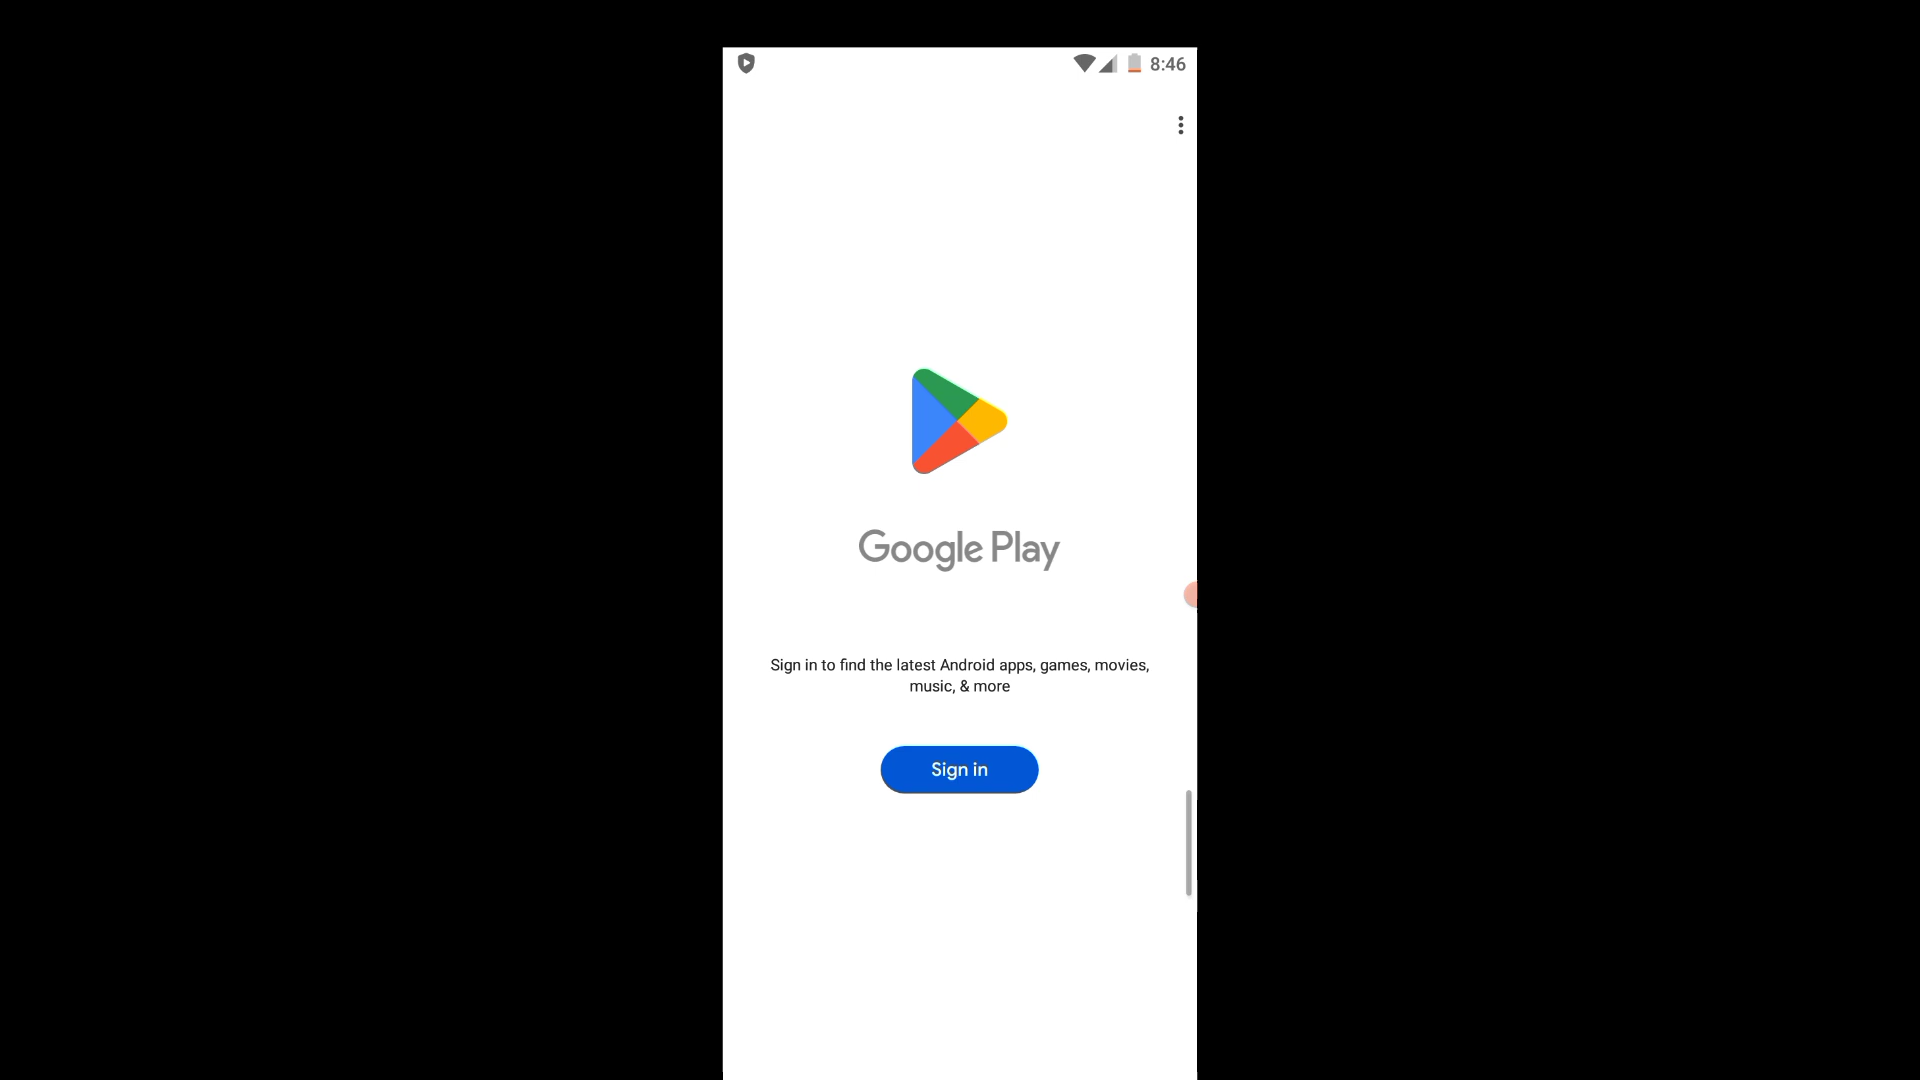 8:46
Google Play
Sign in to find the latest Android apps, games, movies,
music, & more
Sign in